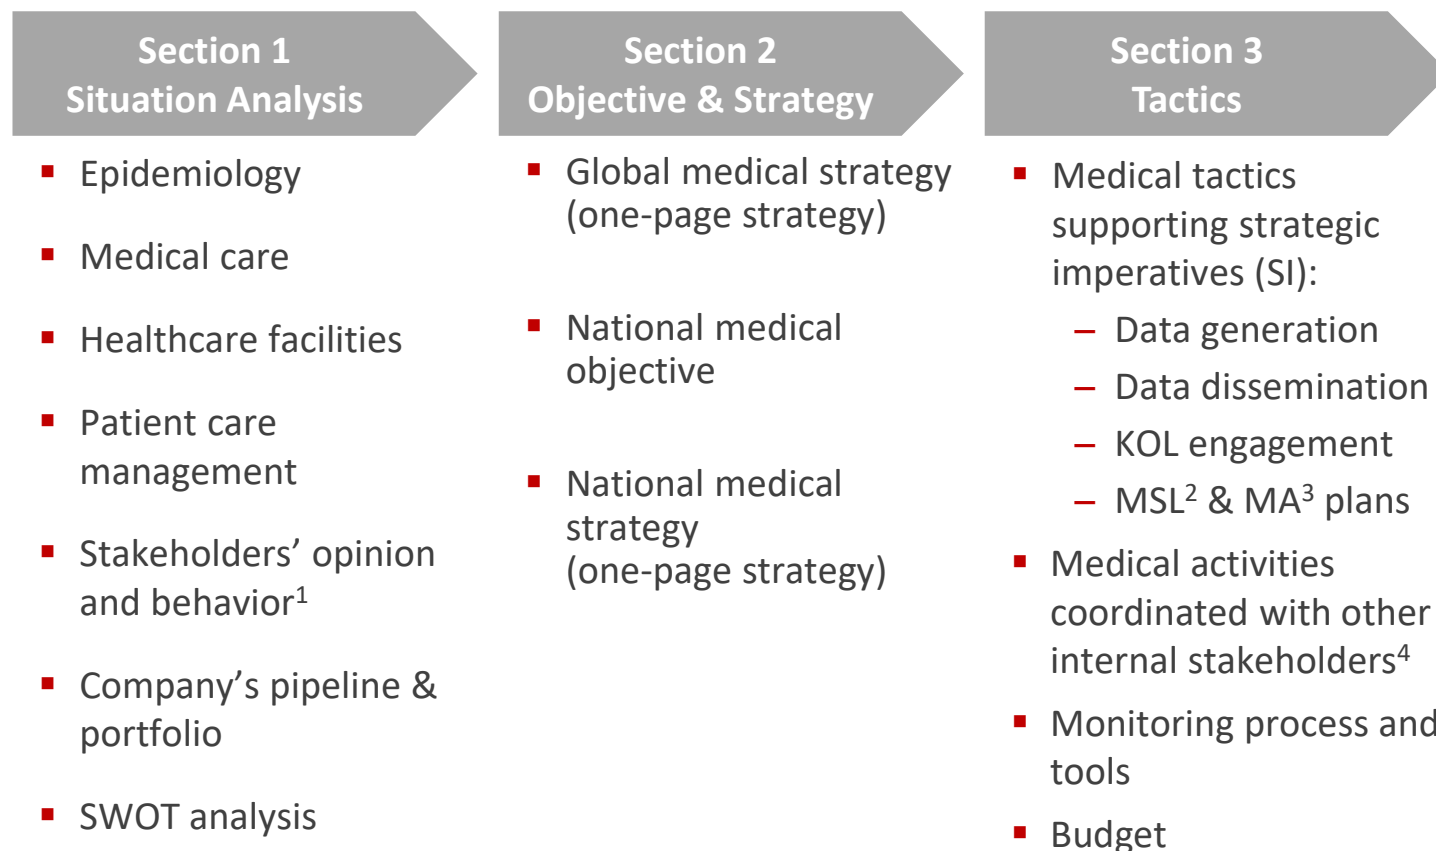 Section 1
Situation Analysis
▪ Epidemiology
▪ Medical care
▪ Healthcare facilities
▪ Patient care
management
▪ Stakeholders’ opinion
and behavior¹
▪ Company’s pipeline &
portfolio
▪ SWOT analysis
Section 2
Objective & Strategy
▪ Global medical strategy
(one-page strategy)
▪ National medical
objective
▪ National medical
strategy
(one-page strategy)
Section 3
Tactics
▪ Medical tactics
supporting strategic
imperatives (SI):
– Data generation
– Data dissemination
– KOL engagement
– MSL² & MA³ plans
▪ Medical activities
coordinated with other
internal stakeholders⁴
▪ Monitoring process and
tools
▪ Budget